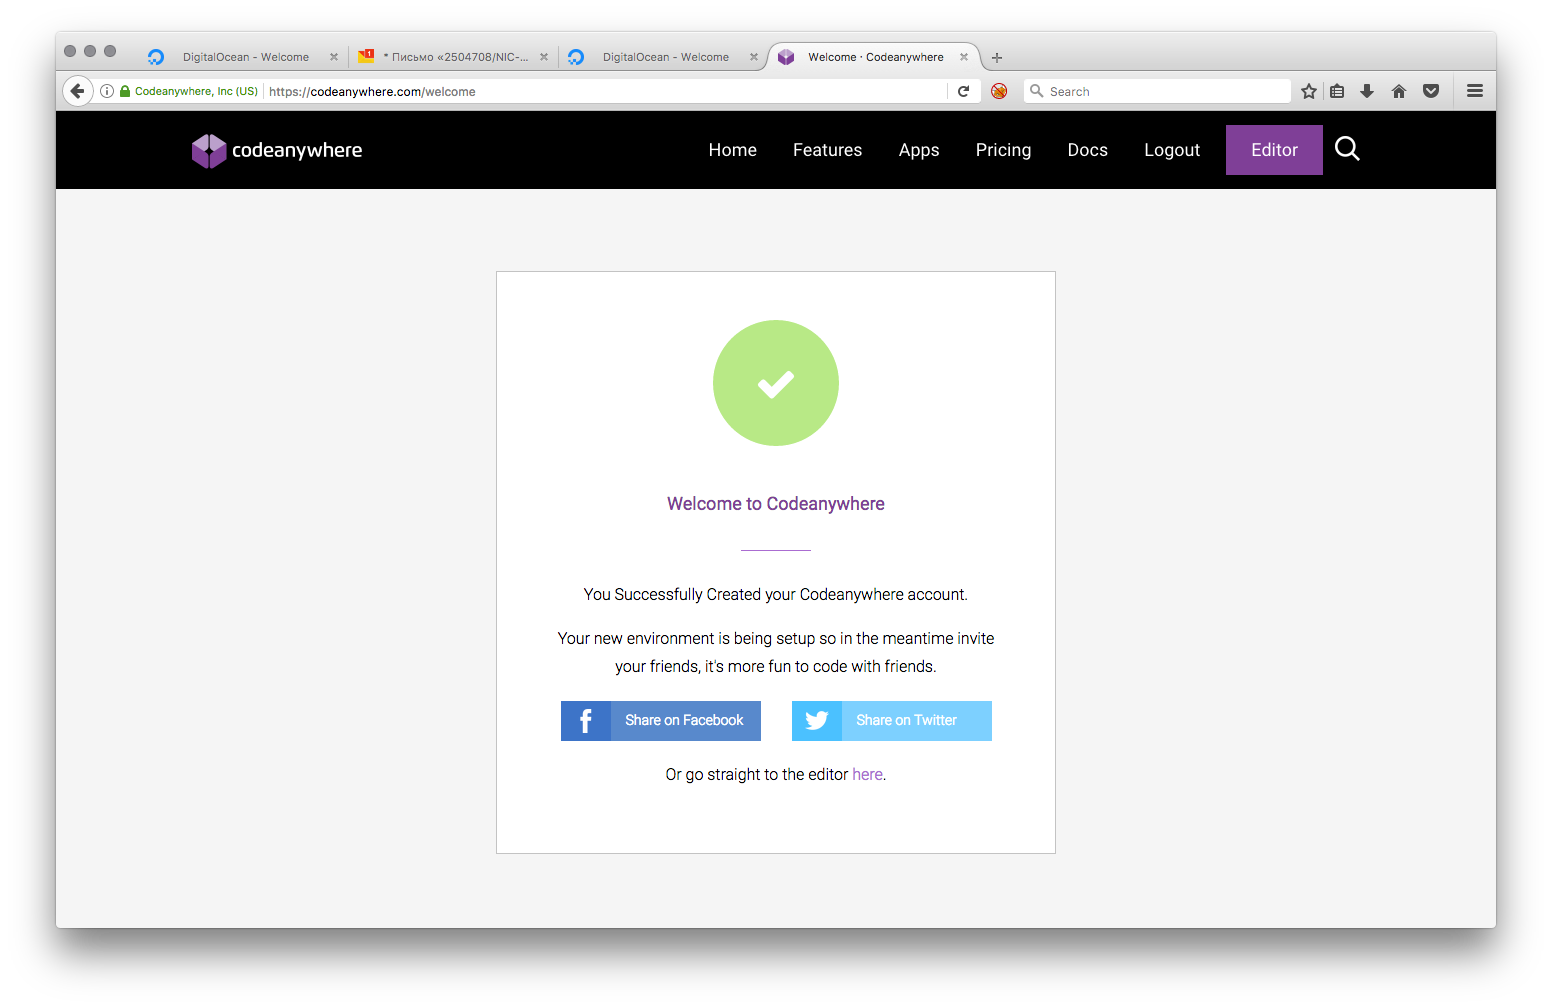 DigitalOcean - Welcome
1
* Письмо «2504708/NIC-...
DigitalOcean - Welcome
Welcome · Codeanywhere
Codeanywhere, Inc (US)
https://codeanywhere.com/welcome
Search
codeanywhere
Home
Features
Apps
Pricing
Docs
Logout
Editor
Welcome to Codeanywhere
You Successfully Created your Codeanywhere account.
Your new environment is being setup so in the meantime invite
your friends, it's more fun to code with friends.
Share on Facebook
Share on Twitter
Or go straight to the editor here.